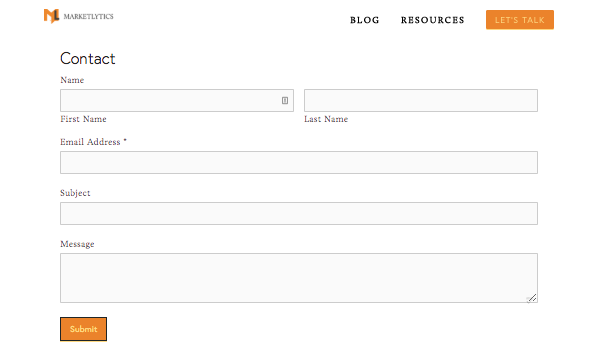 MARKETLYTICS
BLOG RESOURCES LET'S TALK
Contact
Name
First Name Last Name
Email Address *
Subject
Message
Submit